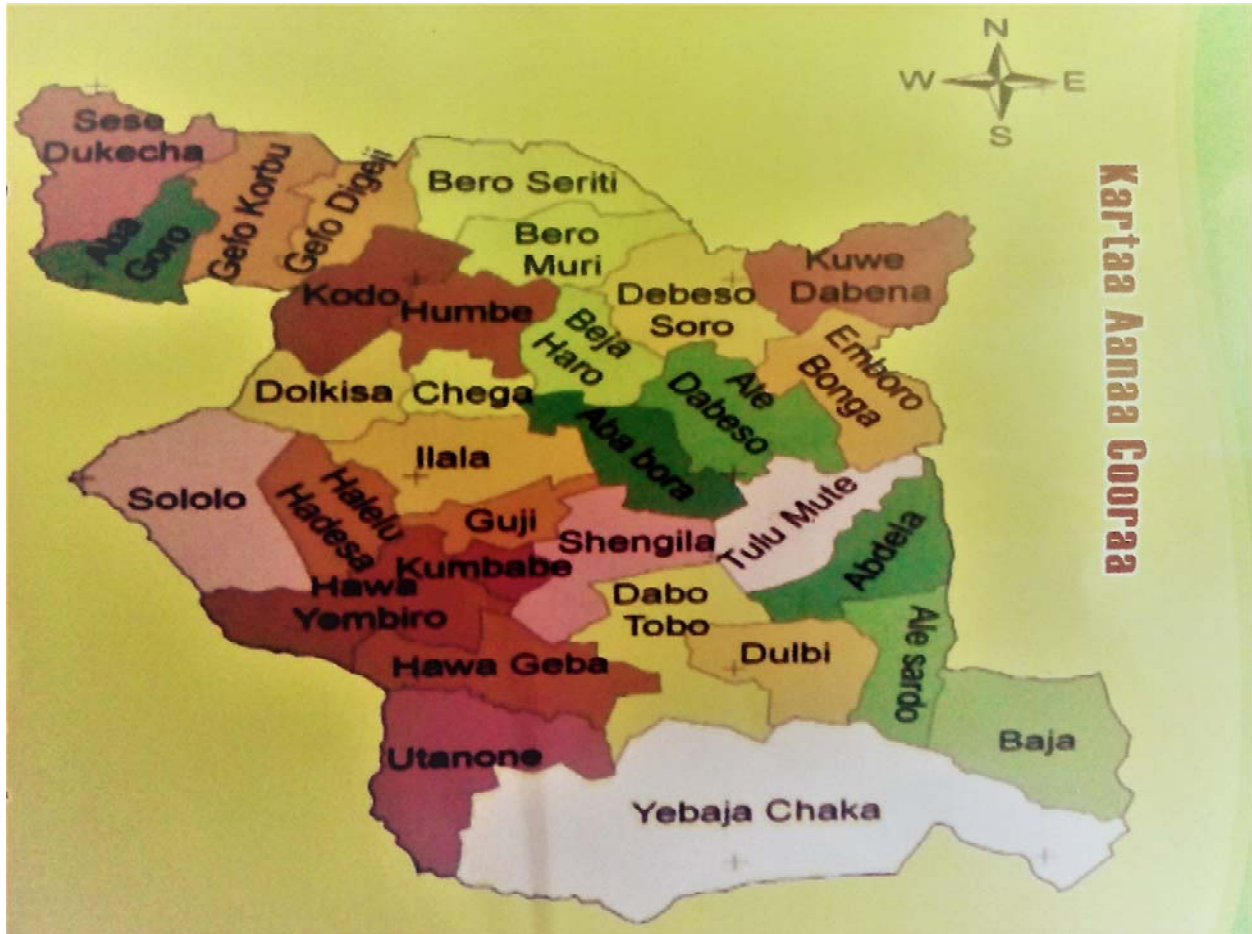 N
W E
S
Kartaa Aanaa Cooraa
Sese
Dukecha
Aba
Goro
Gefo Korbu
Gefo Digeji
Bero Seriti
Bero
Muri
Kodo
Humbe
Beja
Haro
Debeso
Soro
Kuwe
Dabena
Emboro
Bonga
Dolkisa
Chega
Ale
Dabeso
Aba bora
Ilala
Sololo
Halelu
Hadesa
Guji
Shengila
Tulu Mute
Abdela
Kumbabe
Hawa
Yembiro
Dabo
Tobo
Dulbi
Ale sardo
Hawa Geba
Utanone
Baja
Yebaja Chaka